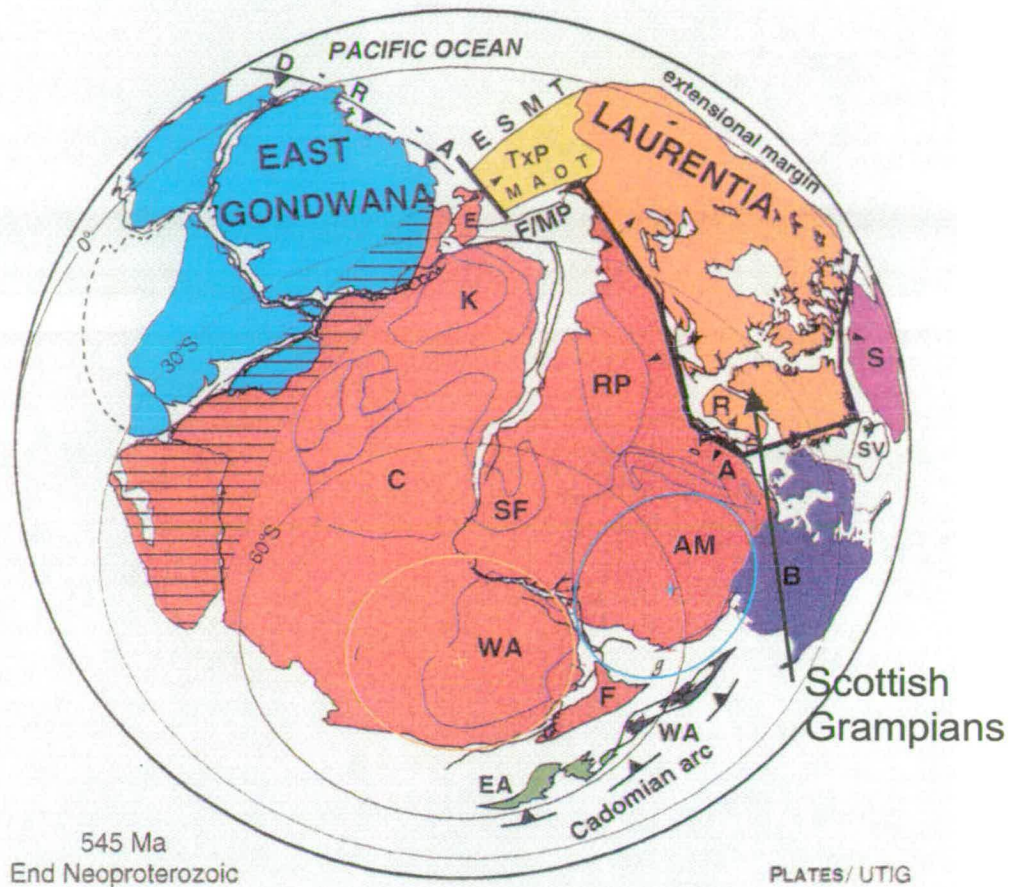 PACIFIC OCEAN
D - R - A
E S M T
extensional margin
EAST
GONDWANA
TxP
M A O T
LAURENTIA
F/MP
E
0°
K
30°S
RP
R
S
SV
A
C
SF
60°S
AM
B
WA
g
F
Scottish
Grampians
WA
EA
Cadomian arc
545 Ma
End Neoproterozoic
PLATES/ UTIG